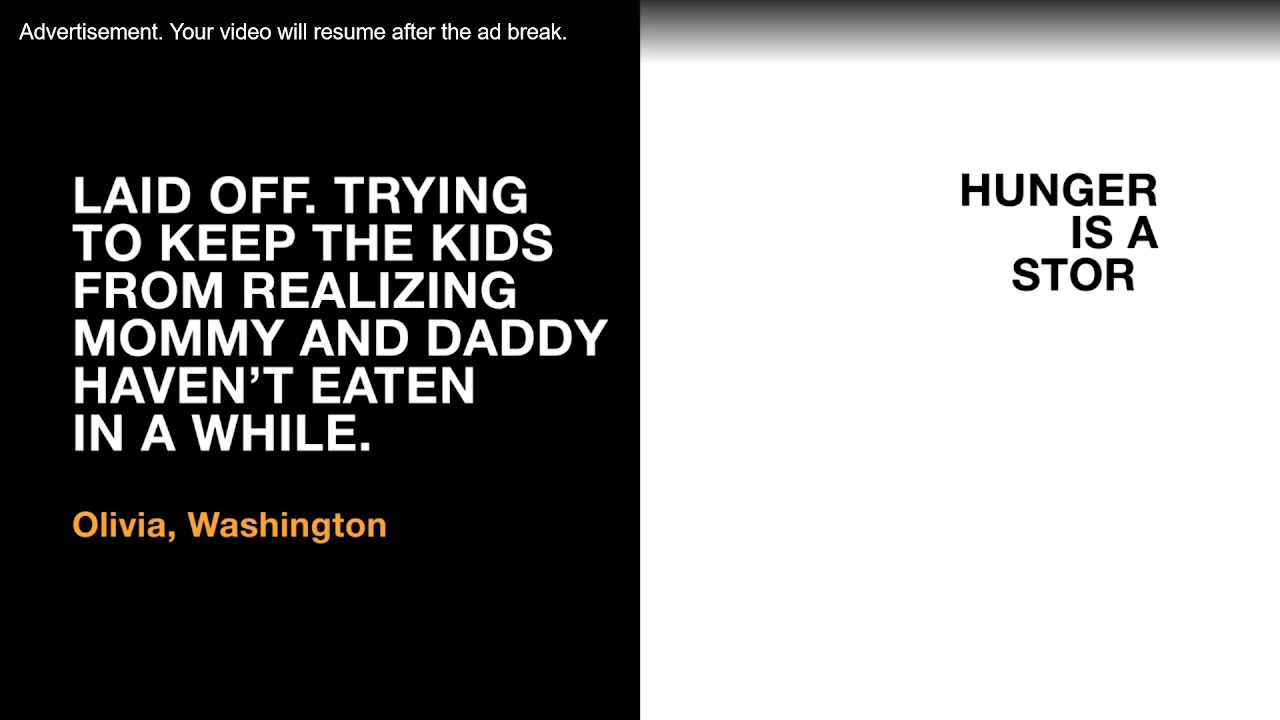 Advertisement. Your video will resume after the ad break.
LAID OFF. TRYING
TO KEEP THE KIDS
FROM REALIZING
MOMMY AND DADDY
HAVEN’T EATEN
IN A WHILE.
Olivia, Washington
HUNGER
IS A
STOR